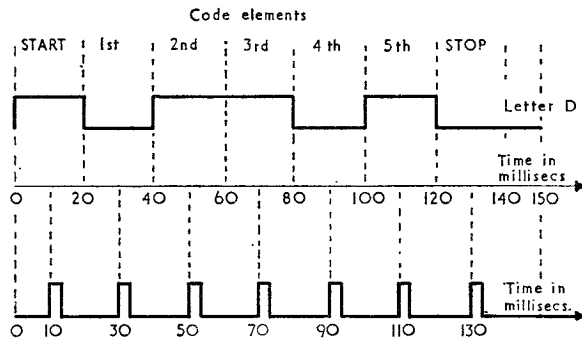 Code elements
START 1st 2nd 3rd 4th 5th STOP
Letter D
Time in
millisecs
0 20 40 60 80 100 120 140 150
Time in
millisecs.
0 10 30 50 70 90 110 130